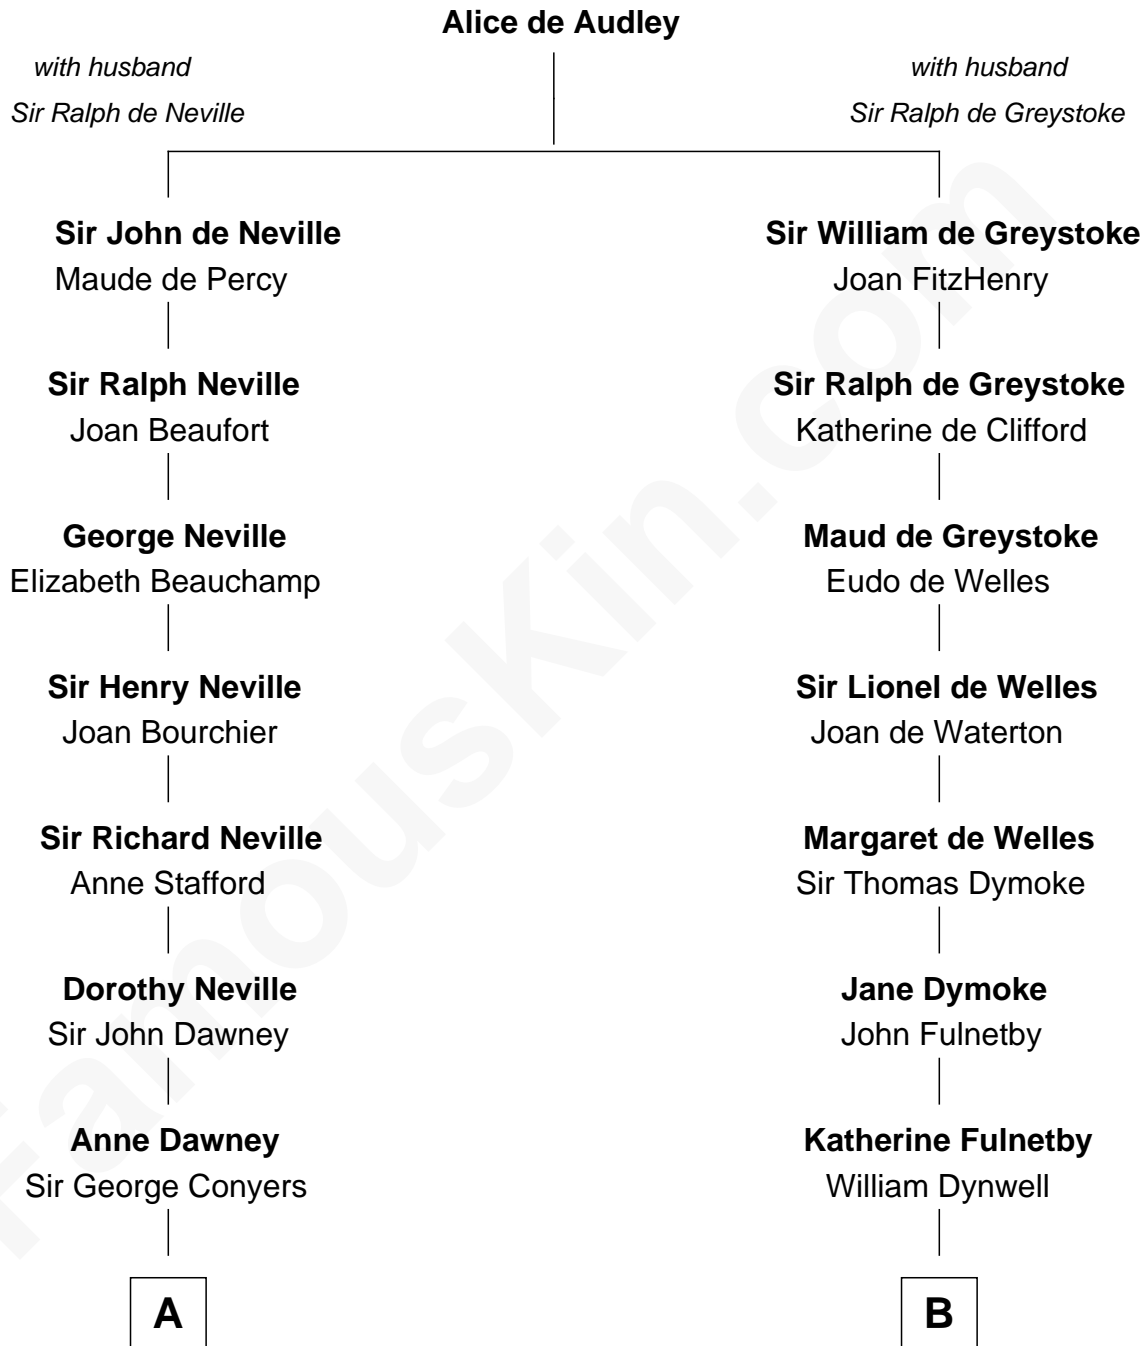 Alice de Audley
with husband
Sir Ralph de Neville
with husband
Sir Ralph de Greystoke
Sir John de Neville
Maude de Percy
Sir William de Greystoke
Joan FitzHenry
Sir Ralph Neville
Joan Beaufort
Sir Ralph de Greystoke
Katherine de Clifford
George Neville
Elizabeth Beauchamp
Maud de Greystoke
Eudo de Welles
Sir Henry Neville
Joan Bourchier
Sir Lionel de Welles
Joan de Waterton
Sir Richard Neville
Anne Stafford
Margaret de Welles
Sir Thomas Dymoke
Dorothy Neville
Sir John Dawney
Jane Dymoke
John Fulnetby
Anne Dawney
Sir George Conyers
Katherine Fulnetby
William Dynwell
A
B
FamousKin.com